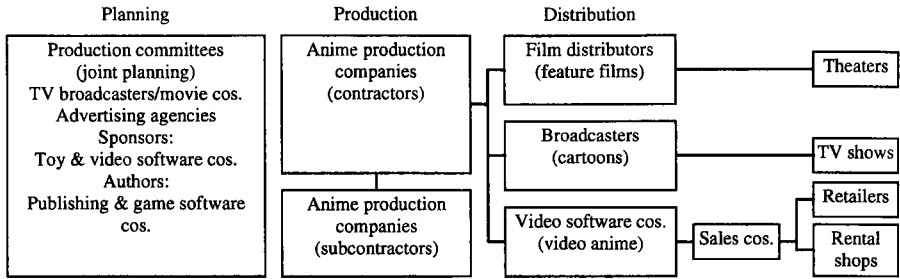 Planning
Production
Distribution
Production committees
(joint planning)
TV broadcasters/movie cos.
Advertising agencies
Sponsors:
Toy & video software cos.
Authors:
Publishing & game software
cos.
Anime production
companies
(contractors)
Anime production
companies
(subcontractors)
Film distributors
(feature films)
Theaters
Broadcasters
(cartoons)
TV shows
Video software cos.
(video anime)
Sales cos.
Retailers
Rental
shops